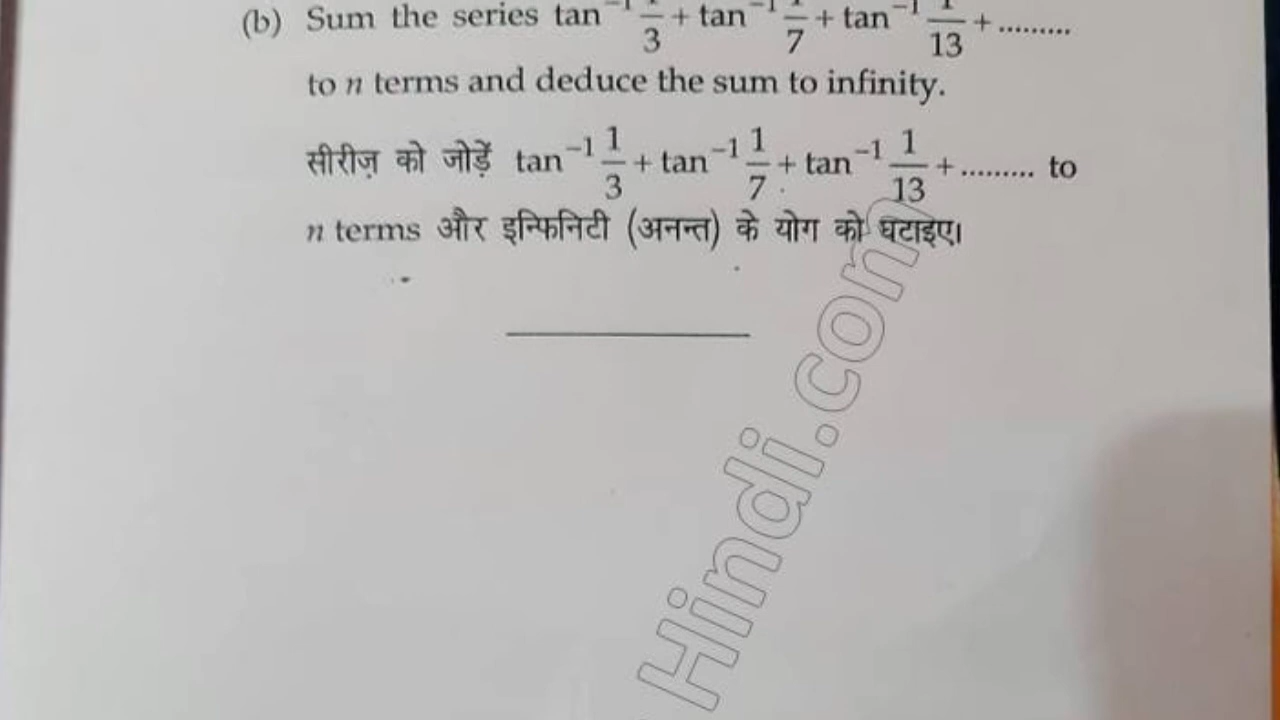 (b) Sum the series tan⁻¹ 1/3 + tan⁻¹ 1/7 + tan⁻¹ 1/13 + .........
to n terms and deduce the sum to infinity.
सीरीज़ को जोड़ें tan⁻¹ 1/3 + tan⁻¹ 1/7 + tan⁻¹ 1/13 + ......... to
n terms और इन्फिनिटी (अनन्त) के योग को घटाइए।
Hindi.com